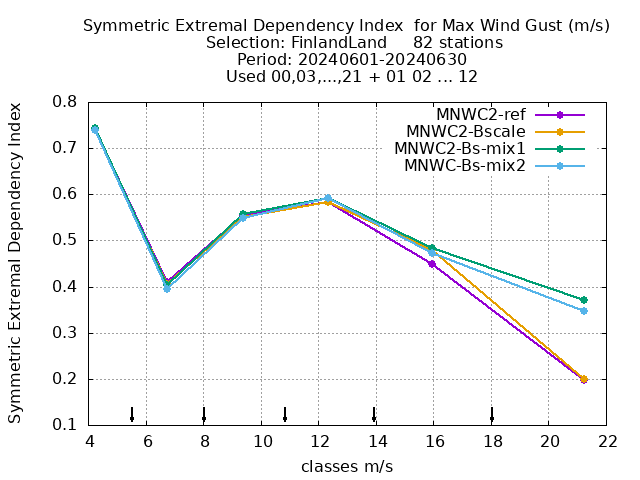 Symmetric Extremal Dependency Index  for Max Wind Gust (m/s)
Selection: FinlandLand     82 stations
Period: 20240601-20240630
Used 00,03,...,21 + 01 02 ... 12
Symmetric Extremal Dependency Index
0.8
0.7
0.6
0.5
0.4
0.3
0.2
0.1
MNWC2-ref
MNWC2-Bscale
MNWC2-Bs-mix1
MNWC-Bs-mix2
4 6 8 10 12 14 16 18 20 22
classes m/s